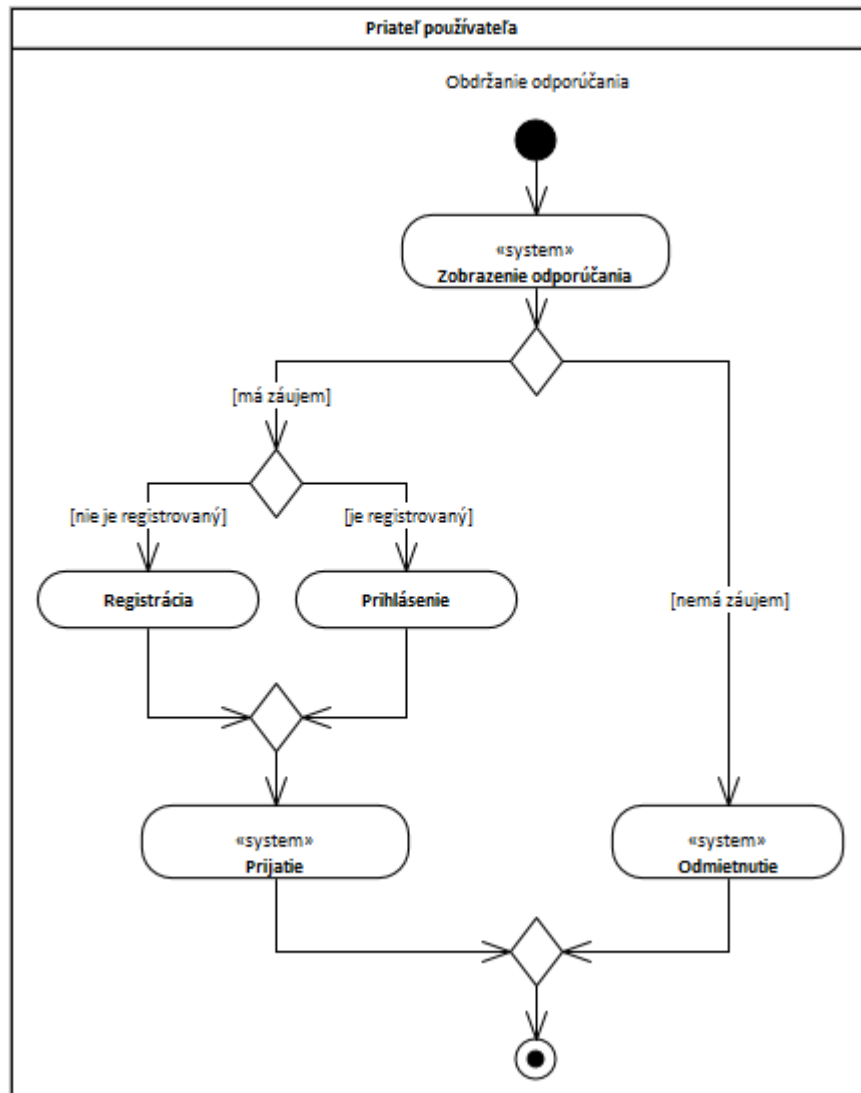 Priateľ používateľa
Obdržanie odporúčania
«system»
Zobrazenie odporúčania
[má záujem]
[nie je registrovaný]
[je registrovaný]
Registrácia
Prihlásenie
[nemá záujem]
«system»
Prijatie
«system»
Odmietnutie